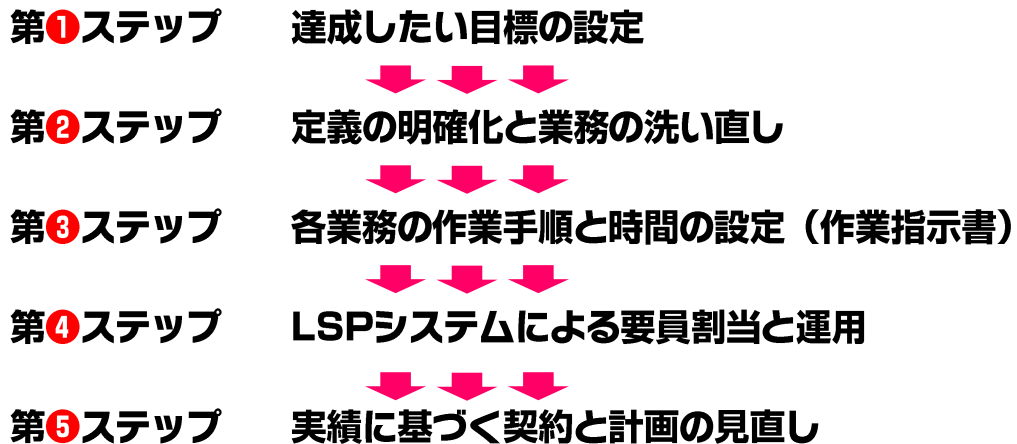 第❶ステップ 達成したい目標の設定
第❷ステップ 定義の明確化と業務の洗い直し
第❸ステップ 各業務の作業手順と時間の設定（作業指示書）
第❹ステップ LSPシステムによる要員割当と運用
第❺ステップ 実績に基づく契約と計画の見直し